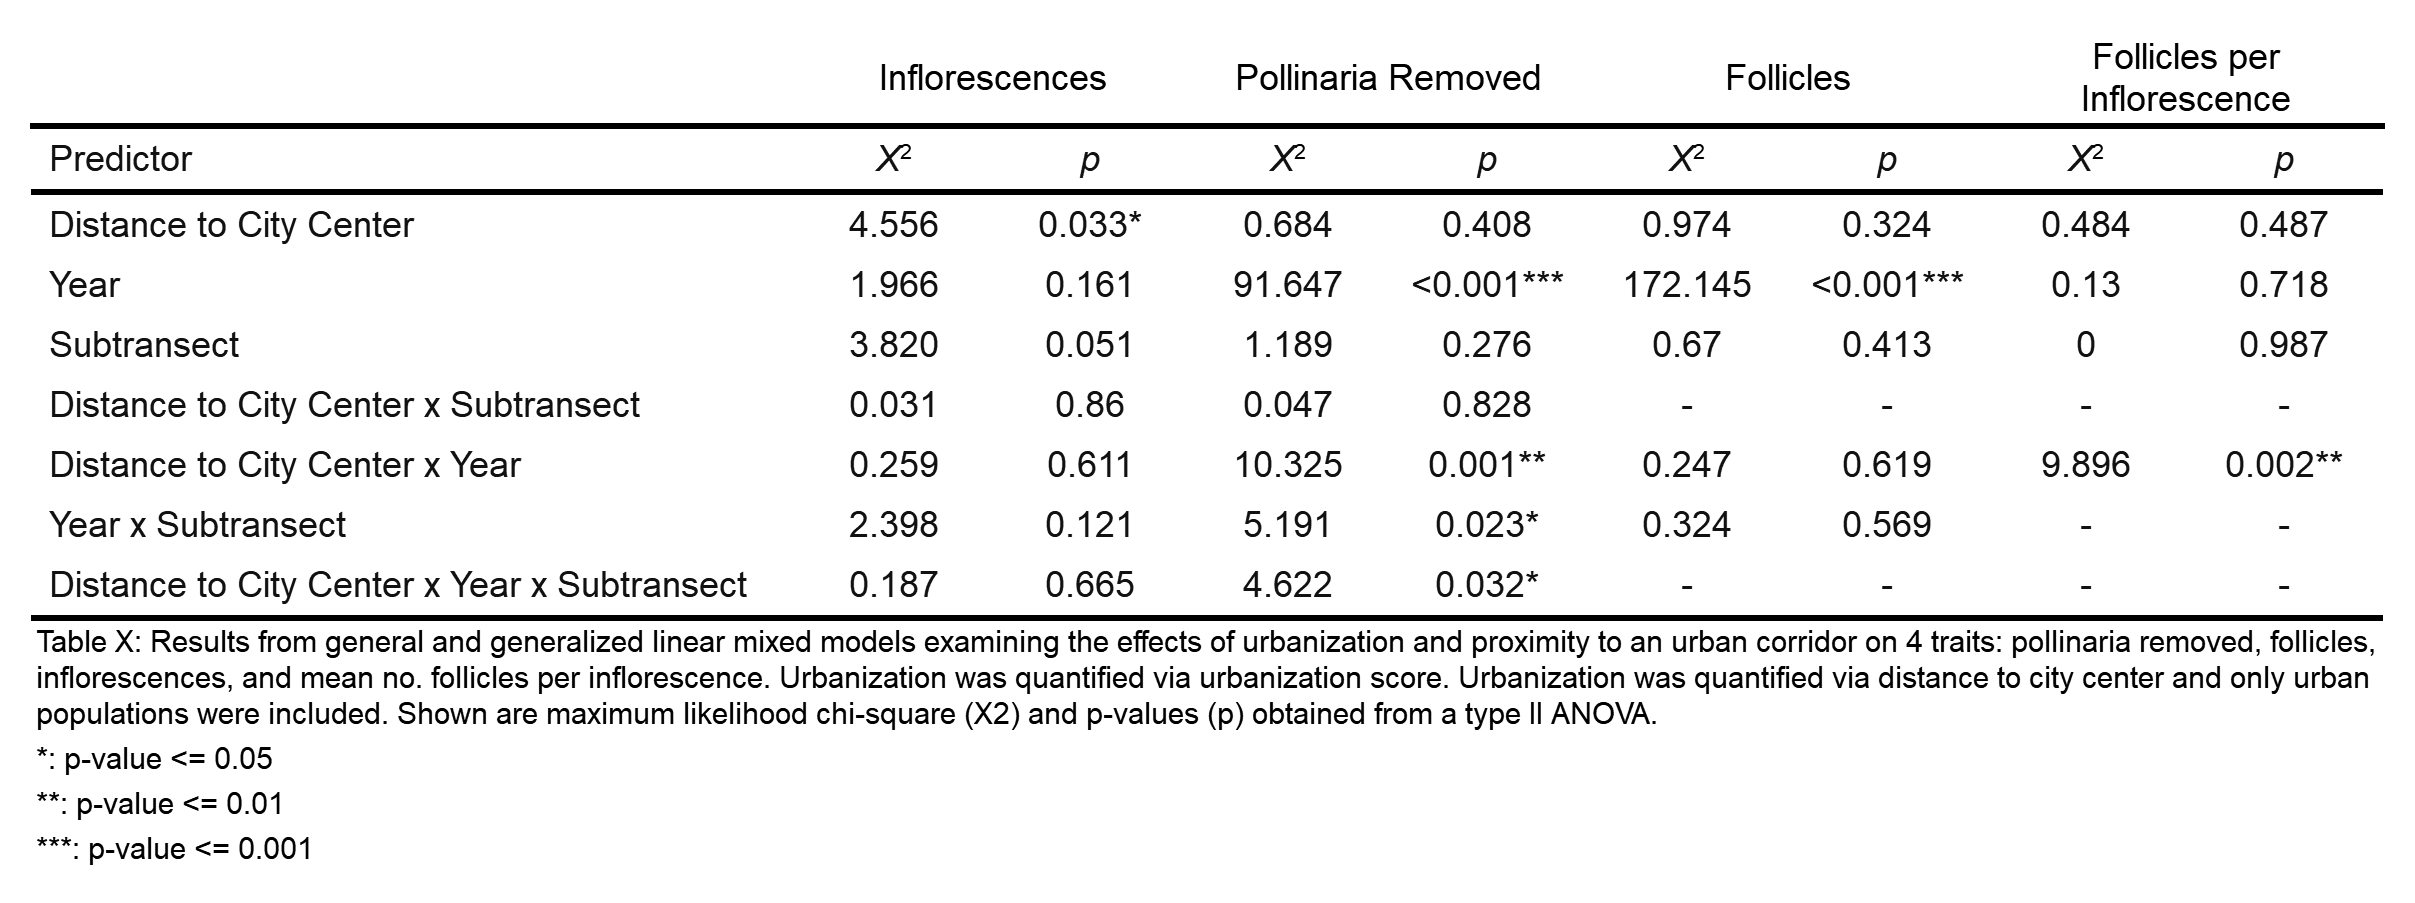 Inflorescences Pollinaria Removed Follicles Follicles per Inflorescence
Predictor X² p X² p X² p X² p
Distance to City Center 4.556 0.033* 0.684 0.408 0.974 0.324 0.484 0.487
Year 1.966 0.161 91.647 <0.001*** 172.145 <0.001*** 0.13 0.718
Subtransect 3.820 0.051 1.189 0.276 0.67 0.413 0 0.987
Distance to City Center x Subtransect 0.031 0.86 0.047 0.828 - - - -
Distance to City Center x Year 0.259 0.611 10.325 0.001** 0.247 0.619 9.896 0.002**
Year x Subtransect 2.398 0.121 5.191 0.023* 0.324 0.569 - -
Distance to City Center x Year x Subtransect 0.187 0.665 4.622 0.032* - - - -
Table X: Results from general and generalized linear mixed models examining the effects of urbanization and proximity to an urban corridor on 4 traits: pollinaria removed, follicles,
inflorescences, and mean no. follicles per inflorescence. Urbanization was quantified via urbanization score. Urbanization was quantified via distance to city center and only urban
populations were included. Shown are maximum likelihood chi-square (X2) and p-values (p) obtained from a type II ANOVA.
*: p-value <= 0.05
**: p-value <= 0.01
***: p-value <= 0.001